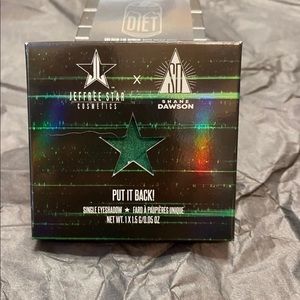 DIET
JEFFREE STAR
COSMETICS
X
SHANE
DAWSON
PUT IT BACK!
SINGLE EYESHADOW ★ FARD À PAUPIÈRES UNIQUE
NET WT. 1 X 1.5 G/0.05 OZ